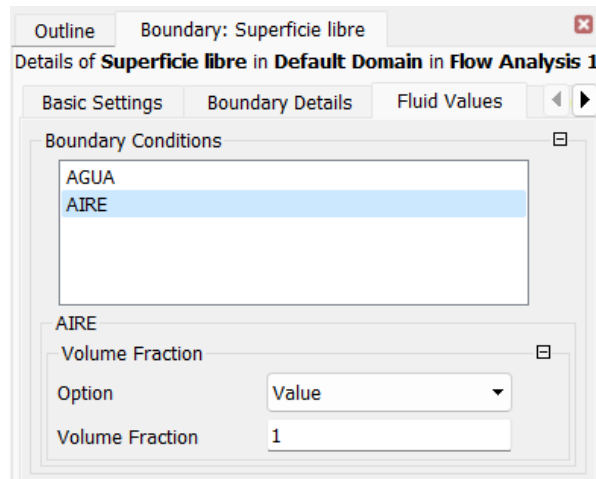 Outline Boundary: Superficie libre
Details of Superficie libre in Default Domain in Flow Analysis 1
Basic Settings Boundary Details Fluid Values
Boundary Conditions
AGUA
AIRE
AIRE
Volume Fraction
Option Value
Volume Fraction 1